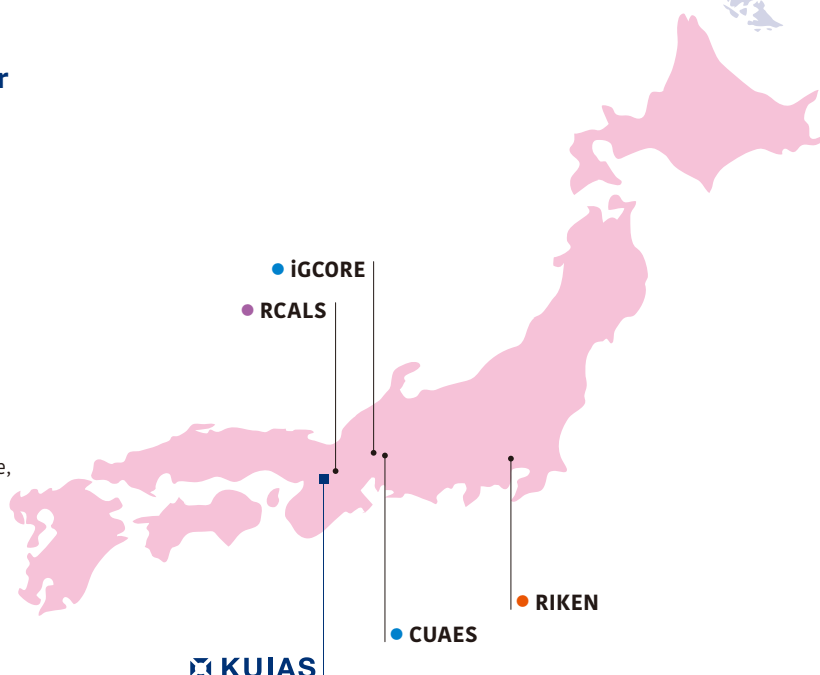 r
iGCORE
RCALS
e,
RIKEN
CUAES
KUIAS